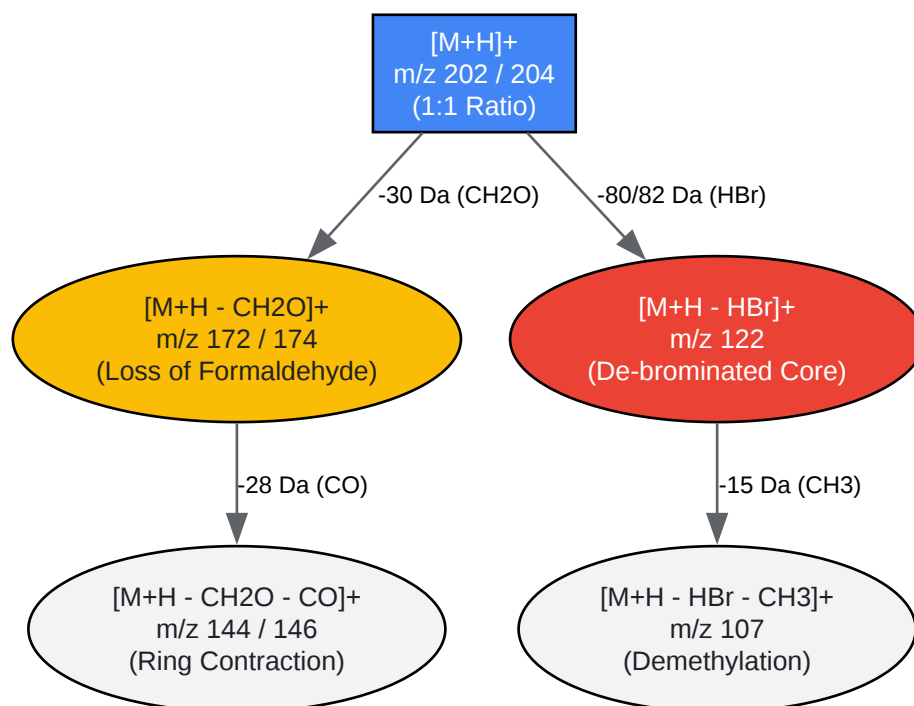 [M+H]+
m/z 202 / 204
(1:1 Ratio)
-30 Da (CH2O)
-80/82 Da (HBr)
[M+H - CH2O]+
m/z 172 / 174
(Loss of Formaldehyde)
[M+H - HBr]+
m/z 122
(De-brominated Core)
-28 Da (CO)
-15 Da (CH3)
[M+H - CH2O - CO]+
m/z 144 / 146
(Ring Contraction)
[M+H - HBr - CH3]+
m/z 107
(Demethylation)